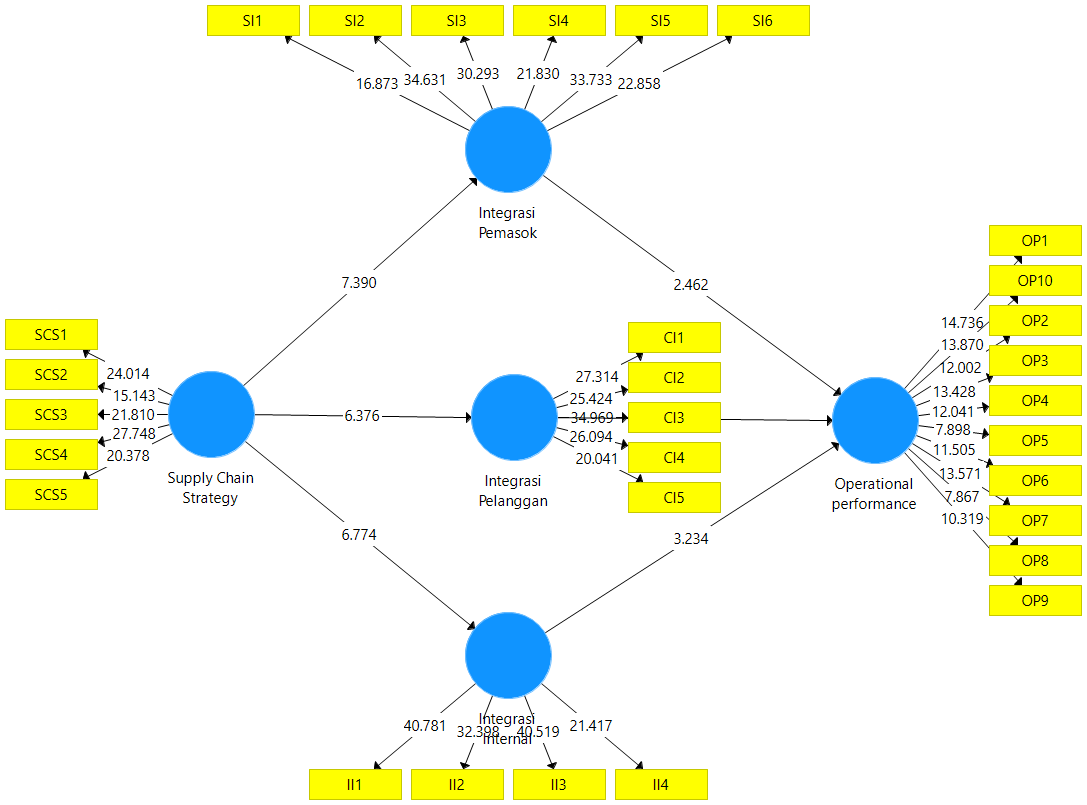 SI1
SI2
SI3
SI4
SI5
SI6
16.873
34.631
30.293
21.830
33.733
22.858
Integrasi
Pemasok
7.390
2.462
SCS1
SCS2
SCS3
SCS4
SCS5
24.014
15.143
21.810
27.748
20.378
Supply Chain
Strategy
6.376
Integrasi
Pelanggan
27.314
25.424
34.969
26.094
20.041
CI1
CI2
CI3
CI4
CI5
Operational
performance
14.736
13.870
12.002
13.428
12.041
7.898
11.505
13.571
7.867
10.319
OP1
OP10
OP2
OP3
OP4
OP5
OP6
OP7
OP8
OP9
6.774
3.234
Integrasi
Internal
40.781
32.398
40.519
21.417
II1
II2
II3
II4